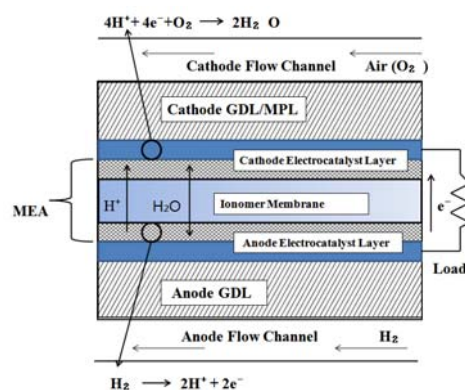 4H⁺+ 4e⁻+O₂ ⟶ 2H₂ O
Cathode Flow Channel Air (O₂ )
Cathode GDL/MPL
Cathode Electrocatalyst Layer
MEA
H⁺
H₂O
Ionomer Membrane
e⁻
Anode Electrocatalyst Layer
Load
Anode GDL
Anode Flow Channel H₂
H₂ ⟶ 2H⁺ + 2e⁻